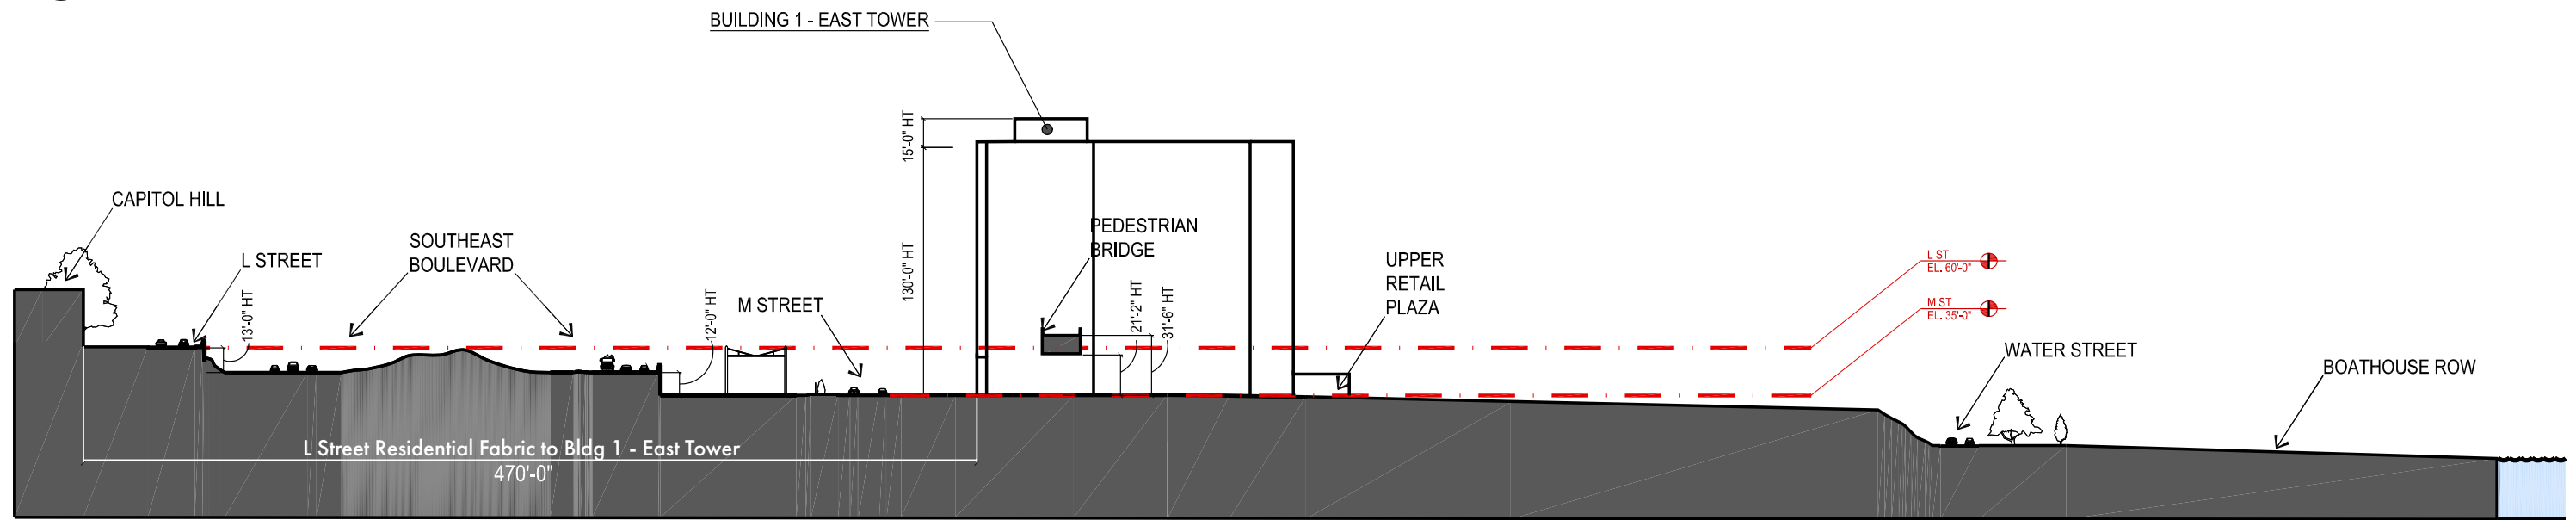 BUILDING 1 - EAST TOWER
15'-0" HT
130'-0" HT
CAPITOL HILL
L STREET
13'-0" HT
SOUTHEAST
BOULEVARD
12'-0" HT
M STREET
PEDESTRIAN
BRIDGE
21'-2" HT
31'-6" HT
UPPER
RETAIL
PLAZA
L ST
EL. 60'-0"
M ST
EL. 35'-0"
WATER STREET
BOATHOUSE ROW
L Street Residential Fabric to Bldg 1 - East Tower
470'-0"